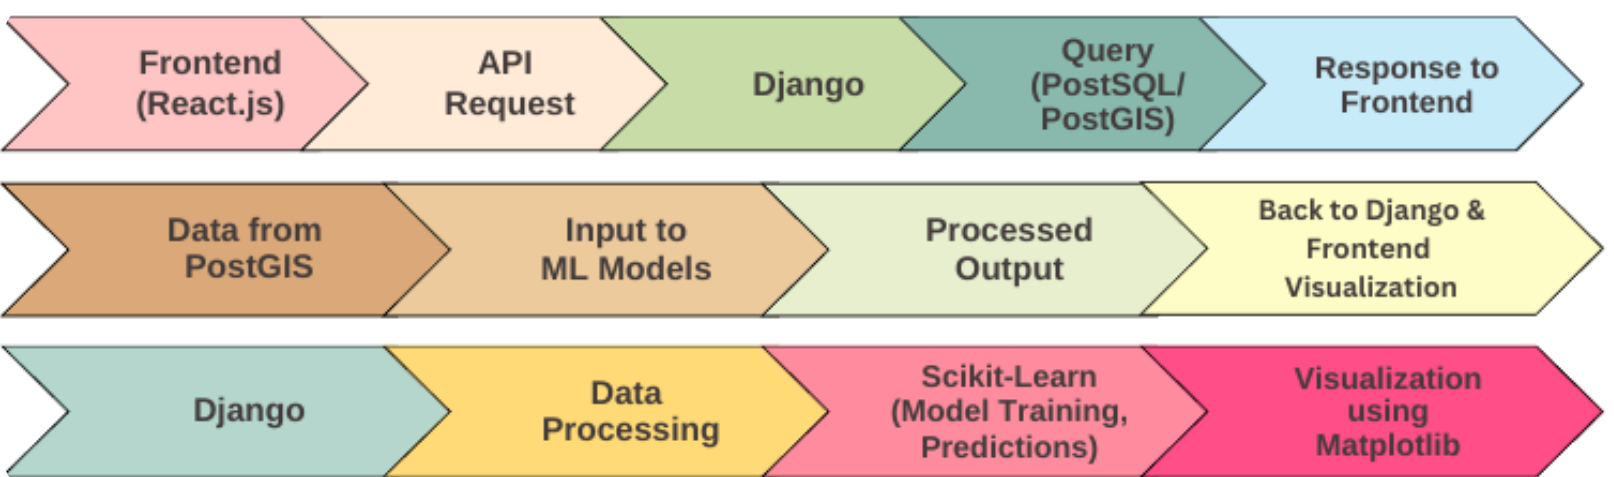 Frontend
(React.js)
API
Request
Django
Query
(PostSQL/
PostGIS)
Response to
Frontend
Data from
PostGIS
Input to
ML Models
Processed
Output
Back to Django &
Frontend
Visualization
Django
Data
Processing
Scikit-Learn
(Model Training,
Predictions)
Visualization
using
Matplotlib